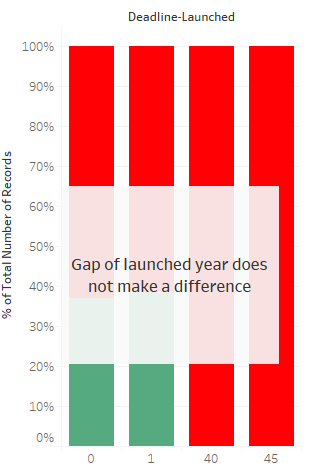 Deadline-Launched
% of Total Number of Records
100%
90%
80%
70%
60%
50%
40%
30%
20%
10%
0%
Gap of launched year does
not make a difference
0 1 40 45